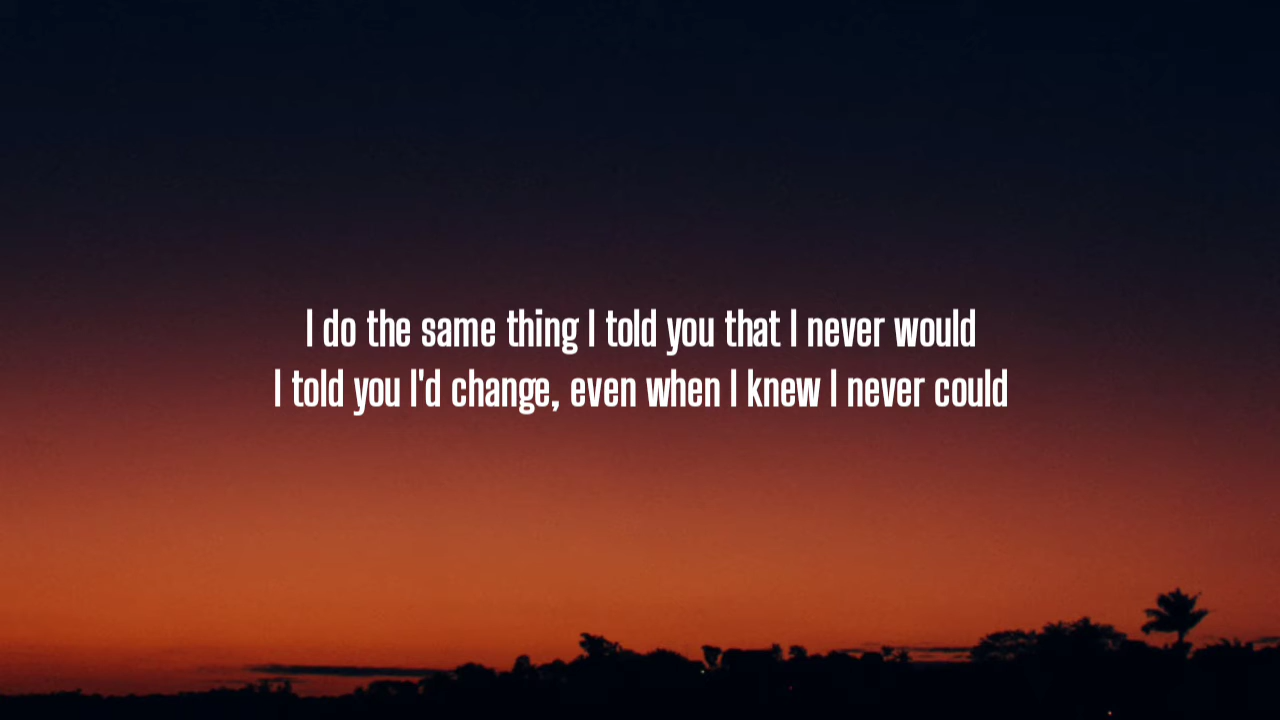 I do the same thing I told you that I never would
I told you I'd change, even when I knew I never could